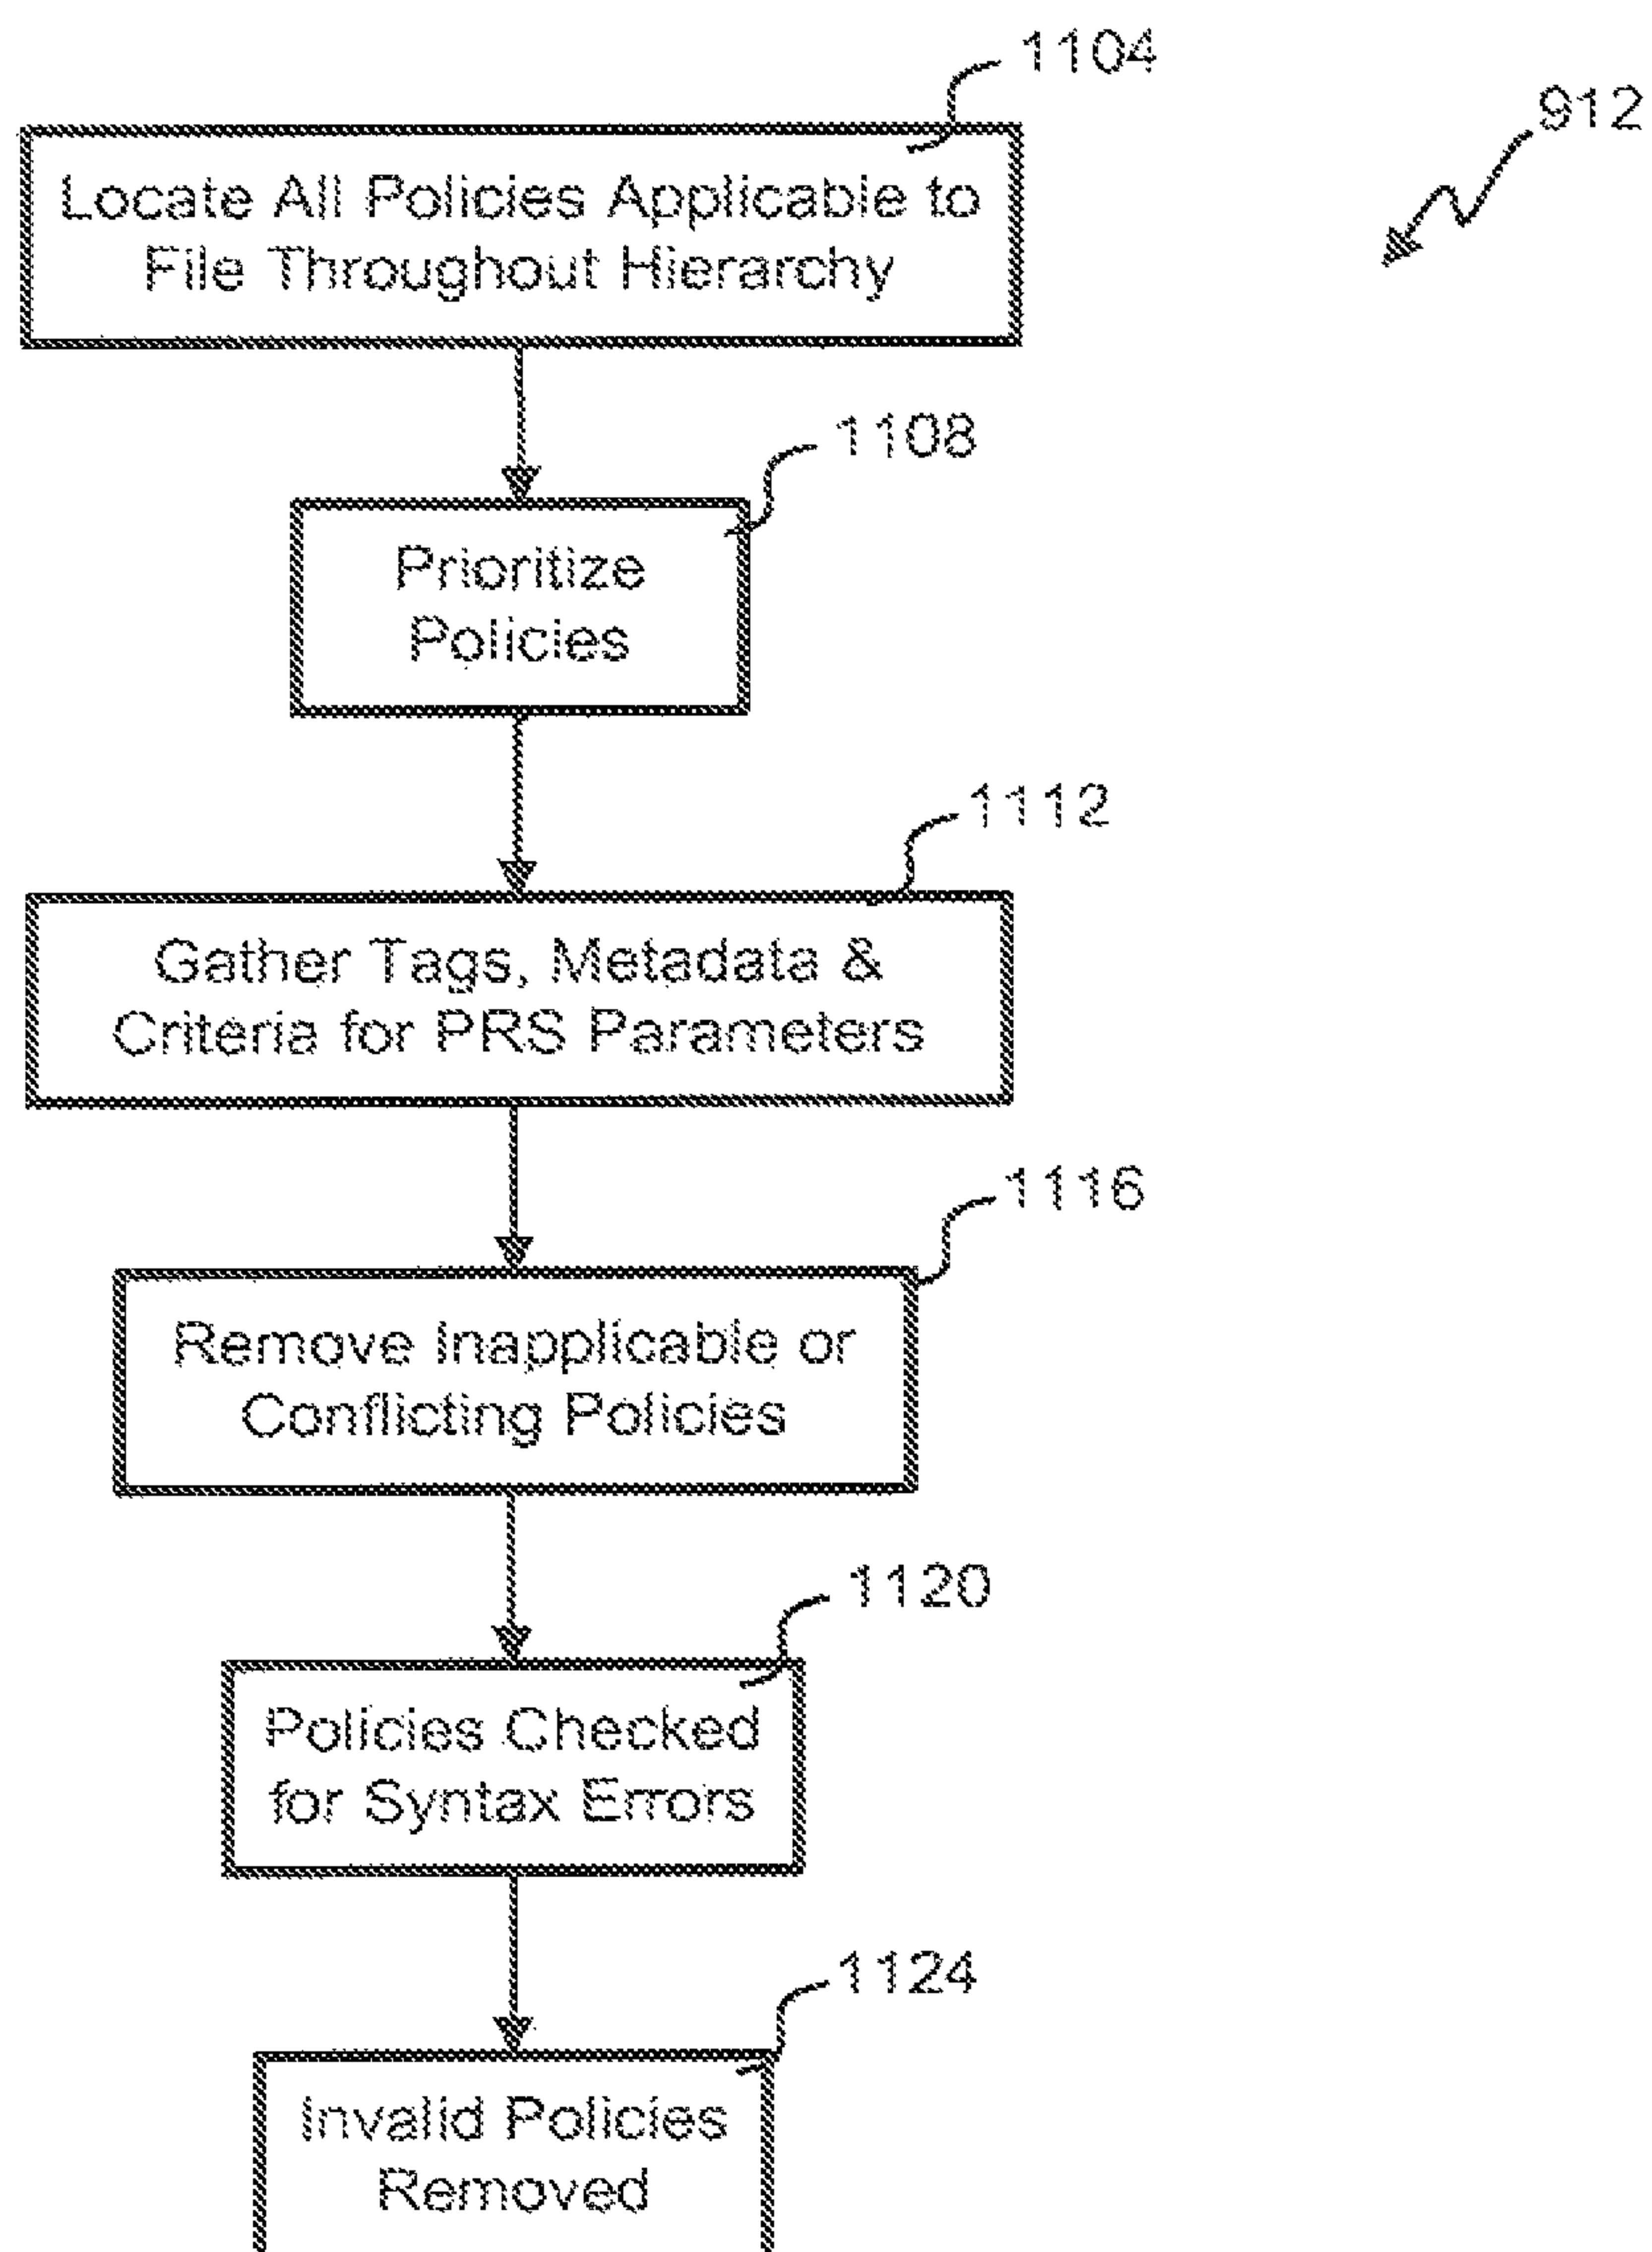 1104
912
Locate All Policies Applicable to
File Throughout Hierarchy
1108
Prioritize
Policies
1112
Gather Tags, Metadata &
Criteria for PRS Parameters
1116
Remove Inapplicable or
Conflicting Policies
1120
Policies Checked
for Syntax Errors
1124
Invalid Policies
Removed